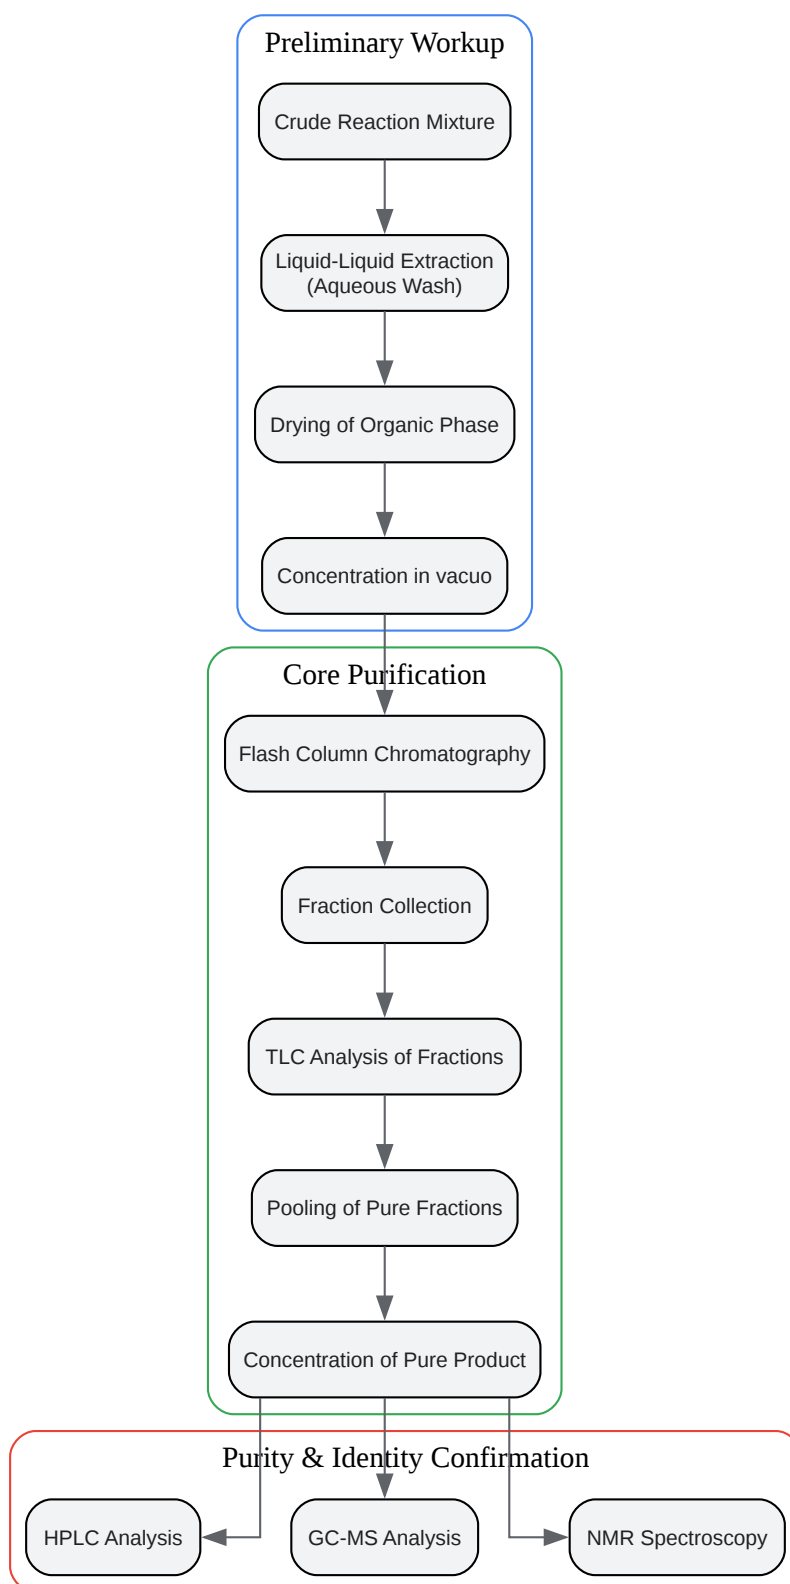 Preliminary Workup
Crude Reaction Mixture
Liquid-Liquid Extraction
(Aqueous Wash)
Drying of Organic Phase
Concentration in vacuo
Core Purification
Flash Column Chromatography
Fraction Collection
TLC Analysis of Fractions
Pooling of Pure Fractions
Concentration of Pure Product
Purity & Identity Confirmation
HPLC Analysis
GC-MS Analysis
NMR Spectroscopy